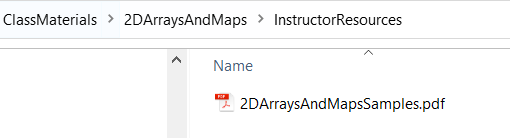 ClassMaterials > 2DArraysAndMaps > InstructorResources
Name
2DArraysAndMapsSamples.pdf